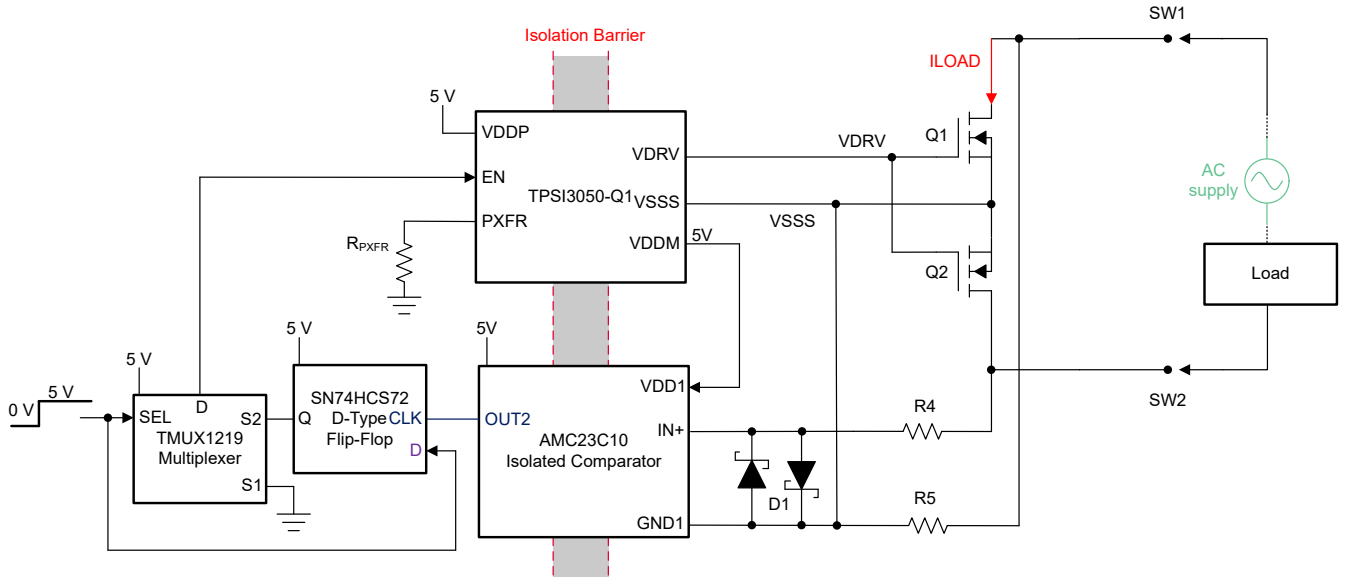 SW1
Isolation Barrier
ILOAD
5 V
VDDP
Q1
VDRV
VDRV
EN
AC
supply
TPSI3050-Q1
VSSS
VSSS
PXFR
5V
VDDM
RPXFR
Q2
Load
5 V
5V
5 V
VDD1
SW2
5 V
0 V
SN74HCS72
D-Type
Flip-Flop
D
SEL
S2
Q
CLK
OUT2
R4
IN+
TMUX1219
Multiplexer
AMC23C10
Isolated Comparator
D
S1
D1
R5
GND1